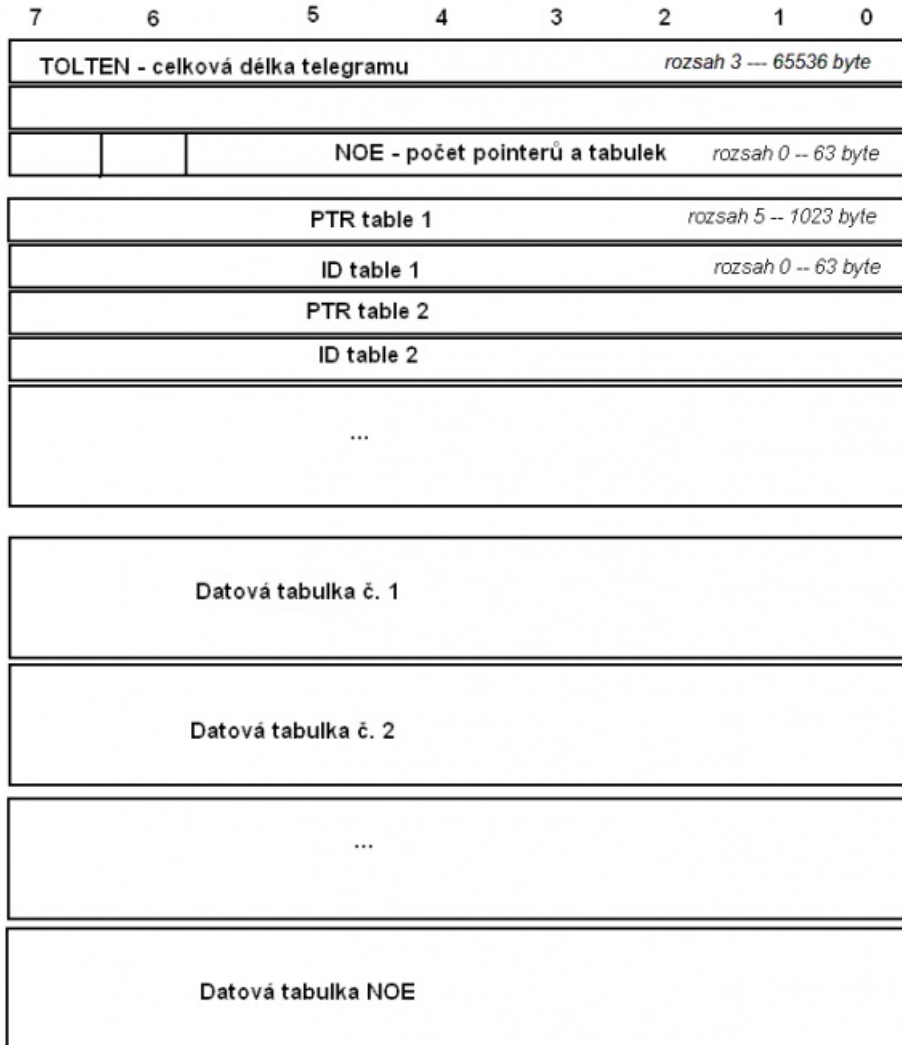 7 6 5 4 3 2 1 0
TOLTEN - celková délka telegramu rozsah 3 --- 65536 byte
NOE - počet pointerů a tabulek rozsah 0 -- 63 byte
PTR table 1 rozsah 5 -- 1023 byte
ID table 1 rozsah 0 -- 63 byte
PTR table 2
ID table 2
...
Datová tabulka č. 1
Datová tabulka č. 2
...
Datová tabulka NOE